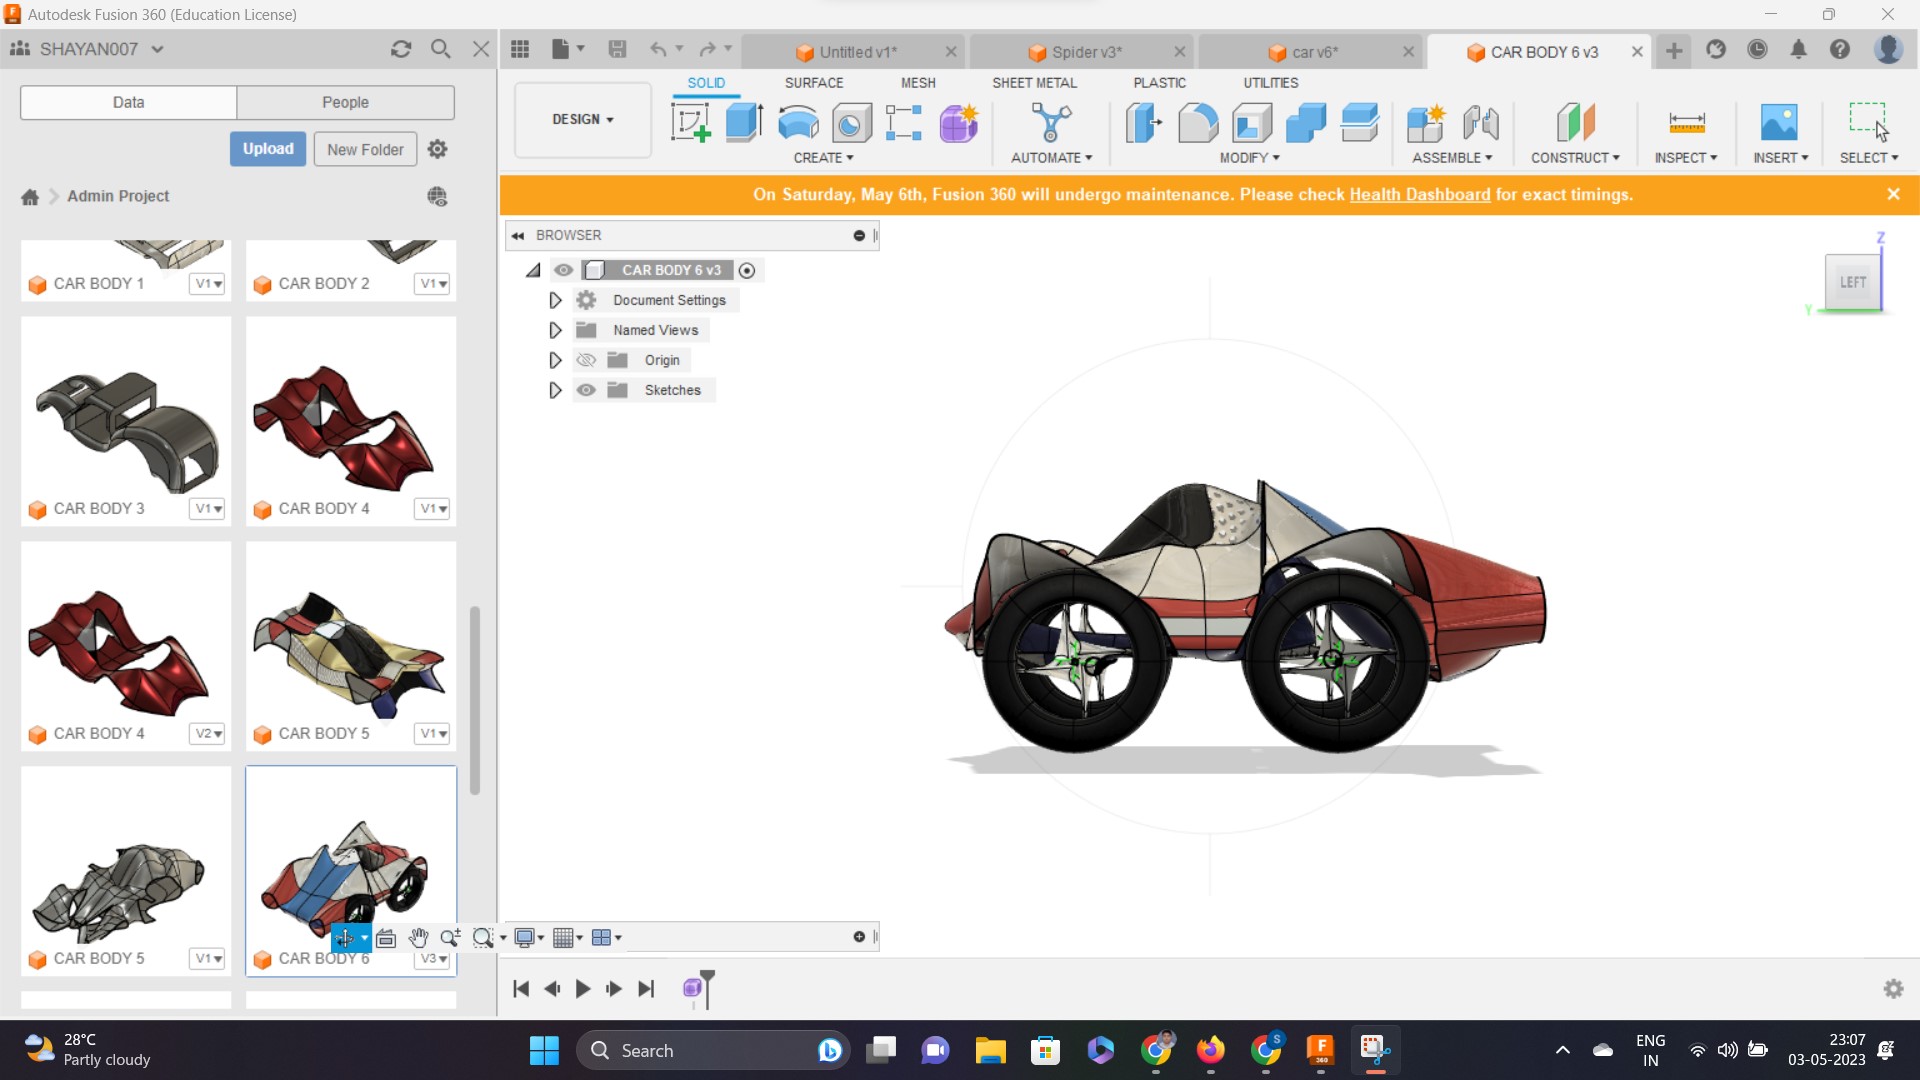 Autodesk Fusion 360 (Education License)
SHAYAN007
Untitled v1*
Spider v3*
car v6*
CAR BODY 6 v3
Data
People
Upload
New Folder
Admin Project
DESIGN
SOLID
SURFACE
MESH
SHEET METAL
PLASTIC
UTILITIES
CREATE
AUTOMATE
MODIFY
ASSEMBLE
CONSTRUCT
INSPECT
INSERT
SELECT
On Saturday, May 6th, Fusion 360 will undergo maintenance. Please check Health Dashboard for exact timings.
BROWSER
CAR BODY 6 v3
Document Settings
Named Views
Origin
Sketches
Z
LEFT
Y
CAR BODY 1
V1
CAR BODY 2
V1
CAR BODY 3
V1
CAR BODY 4
V1
CAR BODY 4
V2
CAR BODY 5
V1
CAR BODY 5
V1
CAR BODY 6
V3
28°C
Partly cloudy
Search
S
F
360
ENG
IN
23:07
03-05-2023